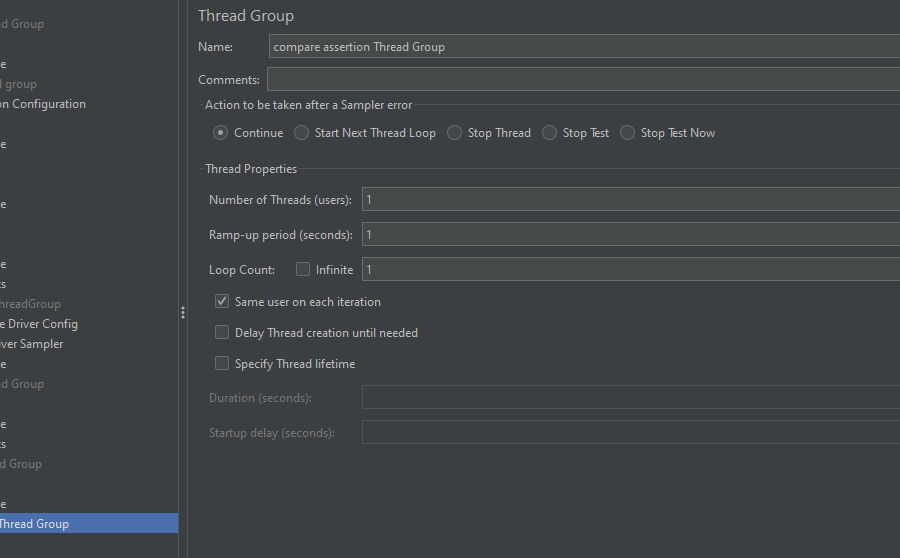 Thread Group
Name: compare assertion Thread Group
Comments:
Action to be taken after a Sampler error
Continue Start Next Thread Loop Stop Thread Stop Test Stop Test Now
Thread Properties
Number of Threads (users): 1
Ramp-up period (seconds): 1
Loop Count: Infinite 1
Same user on each iteration
Delay Thread creation until needed
Specify Thread lifetime
Duration (seconds):
Startup delay (seconds):
d Group
e
d group
on Configuration
e
e
e
ts
hreadGroup
e Driver Config
iver Sampler
e
d Group
e
ts
d Group
e
Thread Group